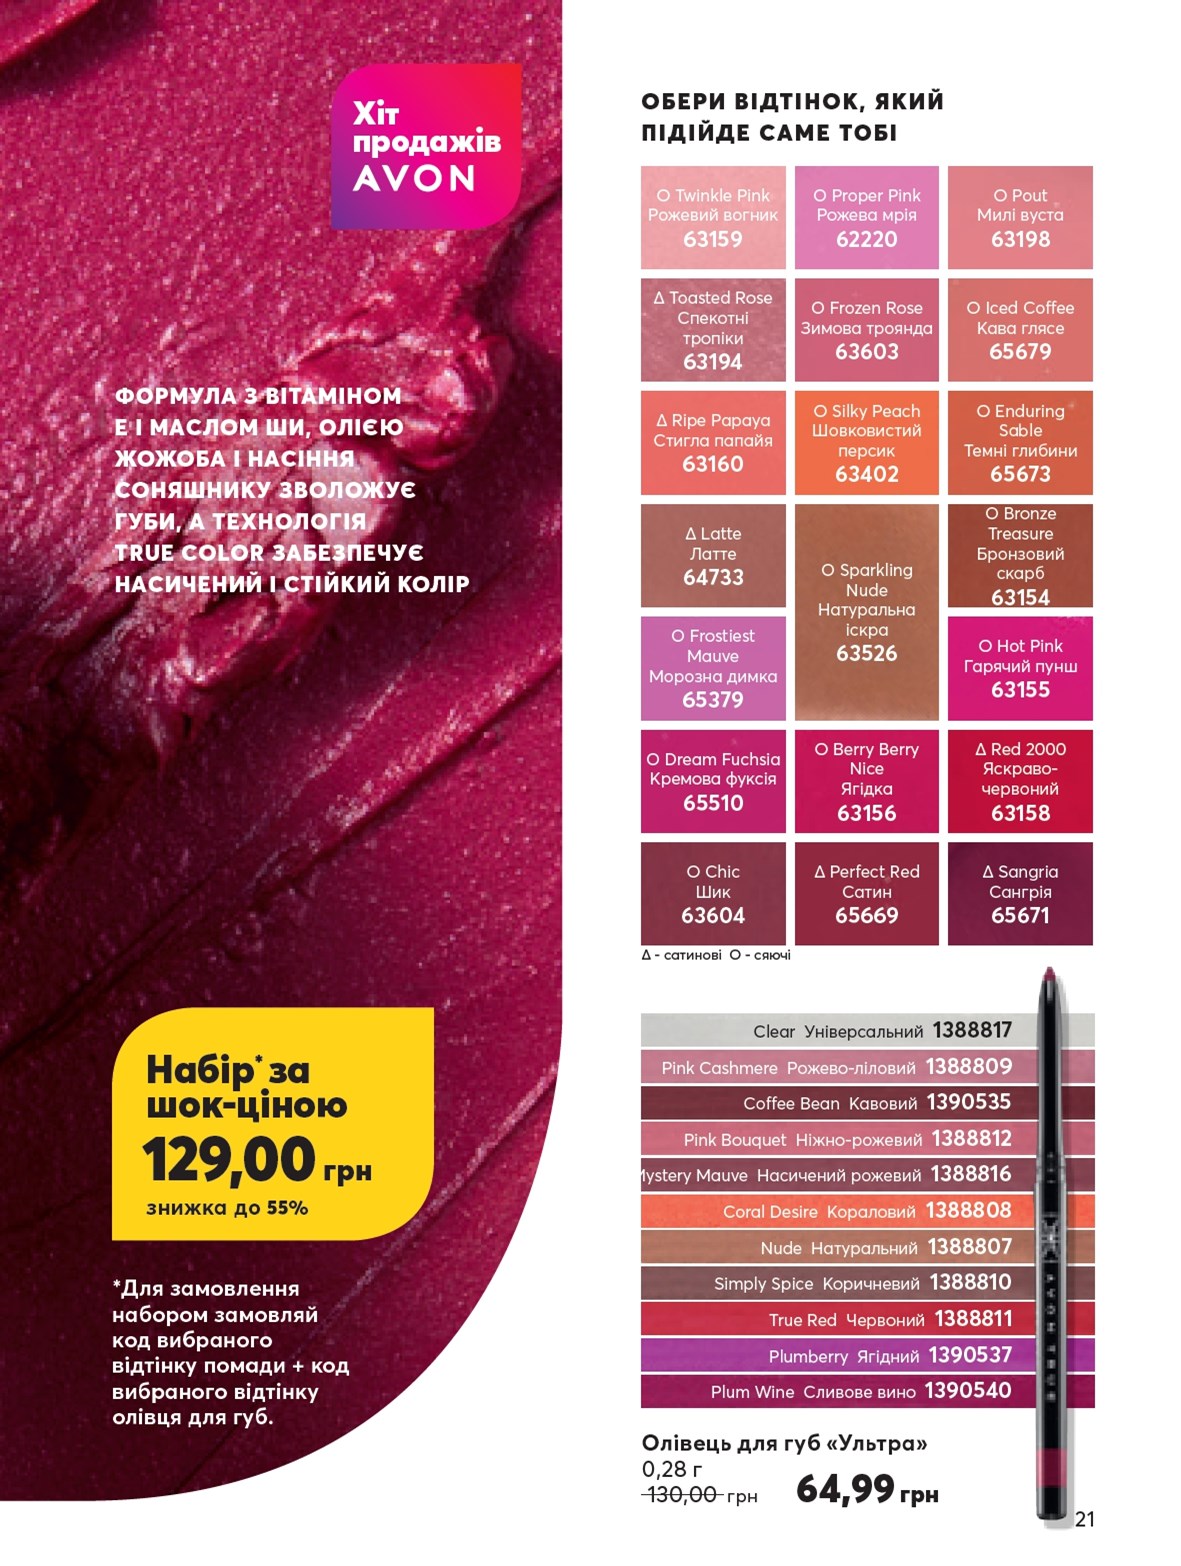 Хіт
продажів
AVON
ФОРМУЛА З ВІТАМІНОМ
Е І МАСЛОМ ШИ, ОЛІЄЮ
ЖОЖОБА І НАСІННЯ
СОНЯШНИКУ ЗВОЛОЖУЄ
ГУБИ, А ТЕХНОЛОГІЯ
TRUE COLOR ЗАБЕЗПЕЧУЄ
НАСИЧЕНИЙ І СТІЙКИЙ КОЛІР
Набір* за
шок-ціною
129,00 грн
знижка до 55%
*Для замовлення
набором замовляй
код вибраного
відтінку помади + код
вибраного відтінку
олівця для губ.
ОБЕРИ ВІДТІНОК, ЯКИЙ
ПІДІЙДЕ САМЕ ТОБІ
O Twinkle Pink
Рожевий вогник
63159
O Proper Pink
Рожева мрія
62220
O Pout
Милі вуста
63198
Δ Toasted Rose
Спекотні
тропіки
63194
O Frozen Rose
Зимова троянда
63603
O Iced Coffee
Кава глясе
65679
Δ Ripe Papaya
Стигла папайя
63160
O Silky Peach
Шовковистий
персик
63402
O Enduring
Sable
Темні глибини
65673
Δ Latte
Латте
64733
O Sparkling
Nude
Натуральна
іскра
63526
O Bronze
Treasure
Бронзовий
скарб
63154
O Frostiest
Mauve
Морозна димка
65379
O Hot Pink
Гарячий пунш
63155
O Dream Fuchsia
Кремова фуксія
65510
O Berry Berry
Nice
Ягідка
63156
Δ Red 2000
Яскраво-
червоний
63158
O Chic
Шик
63604
Δ Perfect Red
Сатин
65669
Δ Sangria
Сангрія
65671
Δ - сатинові O - сяючі
Clear Універсальний 1388817
Pink Cashmere Рожево-ліловий 1388809
Coffee Bean Кавовий 1390535
Pink Bouquet Ніжно-рожевий 1388812
Mystery Mauve Насичений рожевий 1388816
Coral Desire Кораловий 1388808
Nude Натуральний 1388807
Simply Spice Коричневий 1388810
True Red Червоний 1388811
Plumberry Ягідний 1390537
Plum Wine Сливове вино 1390540
Олівець для губ «Ультра»
0,28 г
130,00 грн 64,99 грн
21